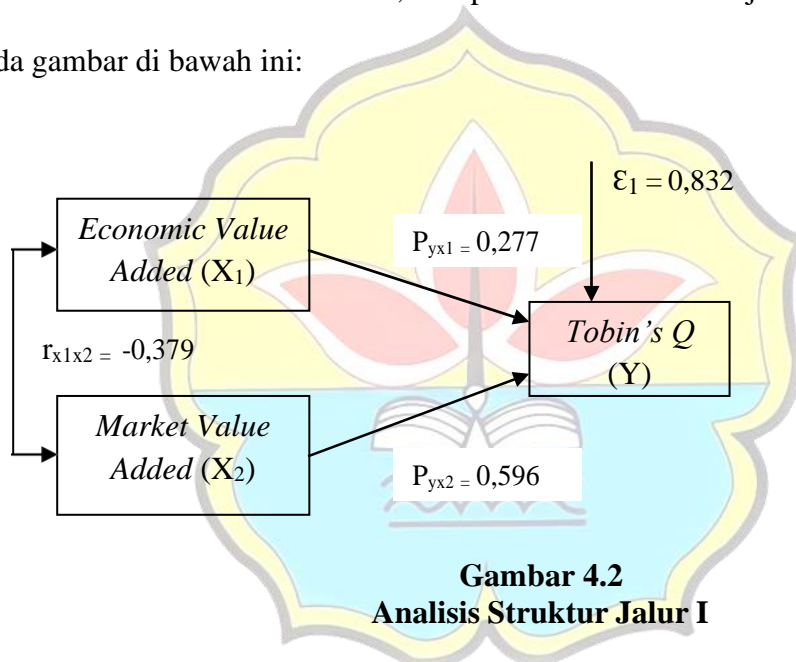 da gambar di bawah ini:
Ɛ1 = 0,832
Economic Value
Added (X1)
Pyx1 = 0,277
Tobin’s Q
(Y)
rx1x2 = -0,379
Market Value
Added (X2)
Pyx2 = 0,596
Gambar 4.2
Analisis Struktur Jalur I